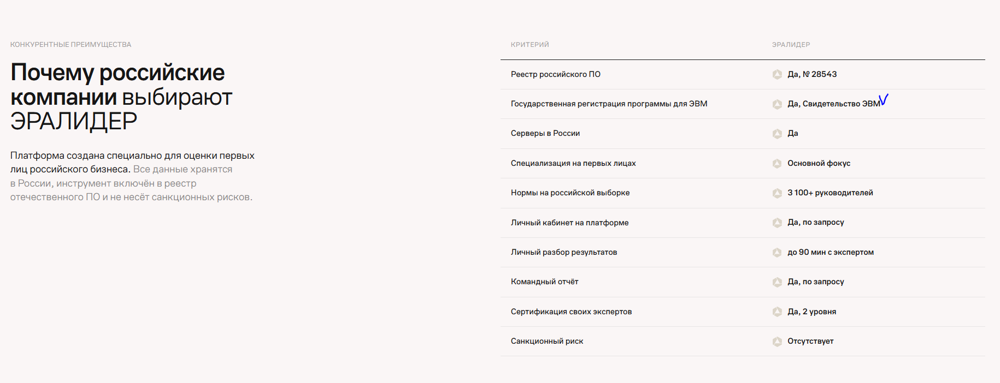 КОНКУРЕНТНЫЕ ПРЕИМУЩЕСТВА
Почему российские
компании выбирают
ЭРАЛИДЕР
Платформа создана специально для оценки первых
лиц российского бизнеса. Все данные хранятся
в России, инструмент включён в реестр
отечественного ПО и не несёт санкционных рисков.
КРИТЕРИЙ ЭРАЛИДЕР
Реестр российского ПО Да, № 28543
Государственная регистрация программы для ЭВМ Да, Свидетельство ЭВМ
Серверы в России Да
Специализация на первых лицах Основной фокус
Нормы на российской выборке 3 100+ руководителей
Личный кабинет на платформе Да, по запросу
Личный разбор результатов до 90 мин с экспертом
Командный отчёт Да, по запросу
Сертификация своих экспертов Да, 2 уровня
Санкционный риск Отсутствует